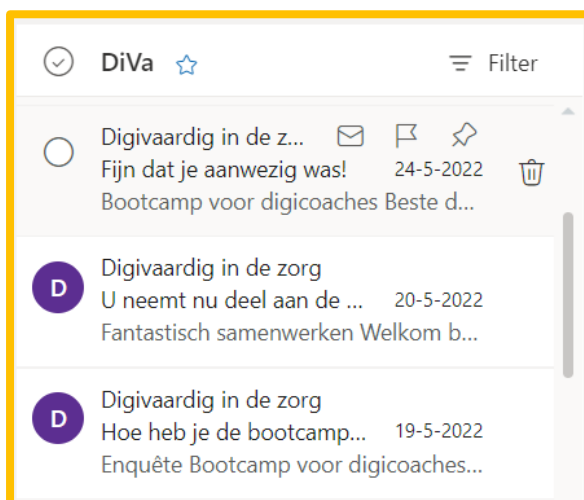 DiVa Filter
Digivaardig in de z...
Fijn dat je aanwezig was! 24-5-2022
Bootcamp voor digicoaches Beste d...
D
Digivaardig in de zorg
U neemt nu deel aan de ... 20-5-2022
Fantastisch samenwerken Welkom b...
D
Digivaardig in de zorg
Hoe heb je de bootcamp... 19-5-2022
Enquête Bootcamp voor digicoaches...